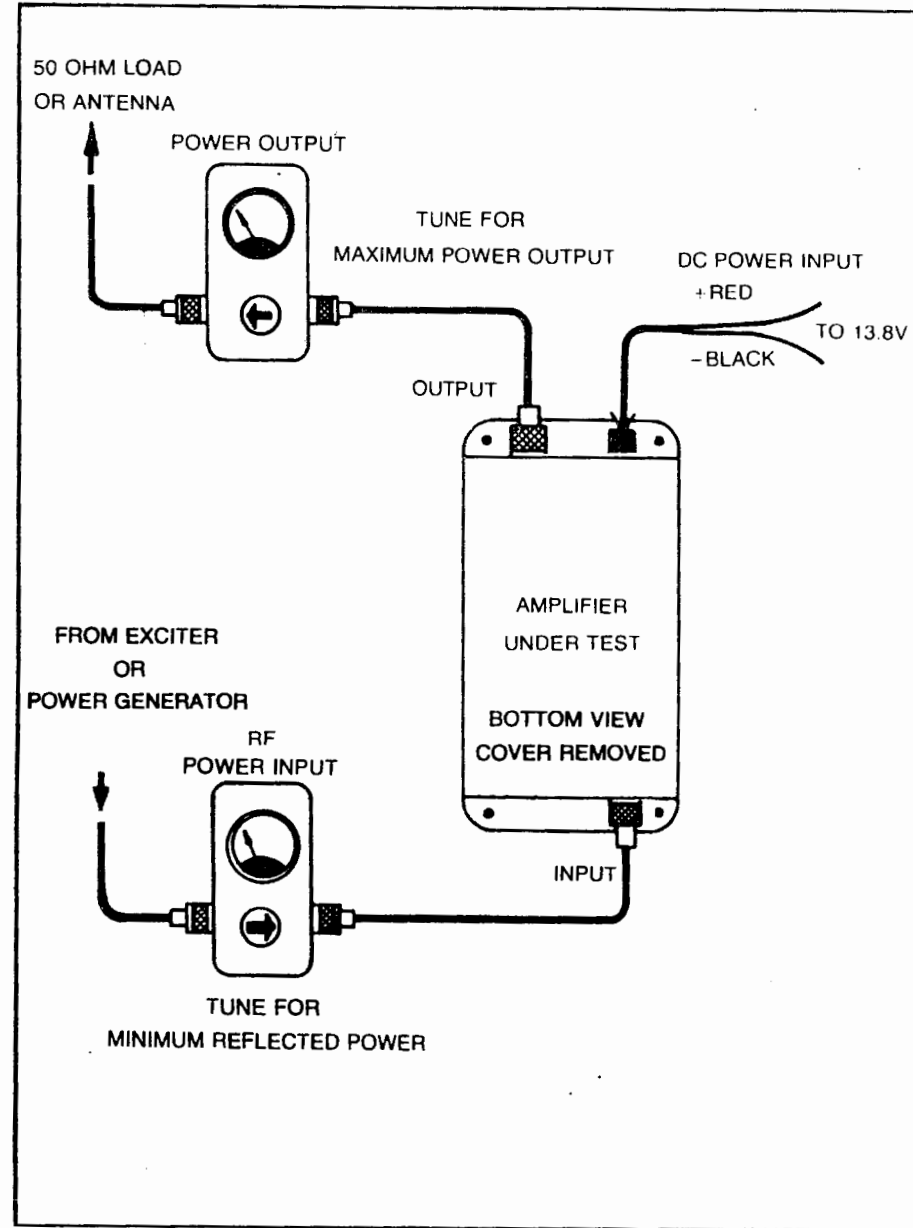 50 OHM LOAD
OR ANTENNA
POWER OUTPUT
TUNE FOR
MAXIMUM POWER OUTPUT
DC POWER INPUT
+RED
TO 13.8V
-BLACK
OUTPUT
AMPLIFIER
UNDER TEST
BOTTOM VIEW
COVER REMOVED
FROM EXCITER
OR
POWER GENERATOR
RF
POWER INPUT
INPUT
TUNE FOR
MINIMUM REFLECTED POWER